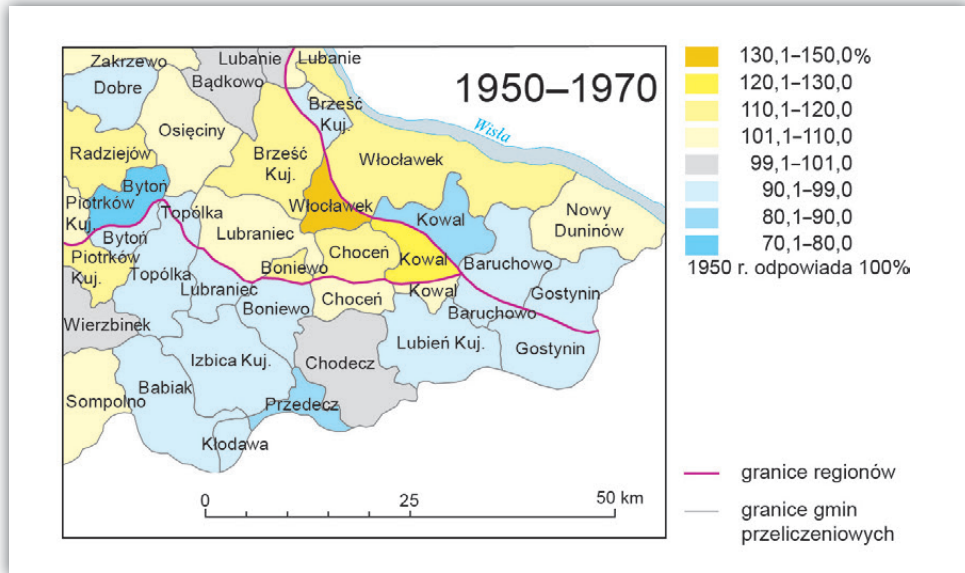 Zakrzewo
Lubanie
Lubanie
Dobre
Bądkowo
1950–1970
Brześć
Kuj.
Osięciny
Wisła
Radziejów
Brześć
Kuj.
Włocławek
Bytoń
Piotrków
Kuj.
Topólka
Włocławek
Kowal
Nowy
Duninów
Lubraniec
Bytoń
Choceń
Piotrków
Kuj.
Boniewo
Kowal
Baruchowo
Topólka
Lubraniec
Boniewo
Choceń
Kowal
Gostynin
Baruchowo
Wierzbinek
Lubień Kuj.
Gostynin
Izbica Kuj.
Chodecz
Babiak
Sompolno
Przedecz
Kłodawa
0 25 50 km
130,1–150,0%
120,1–130,0
110,1–120,0
101,1–110,0
99,1–101,0
90,1–99,0
80,1–90,0
70,1–80,0
1950 r. odpowiada 100%
granice regionów
granice gmin
przeliczeniowych